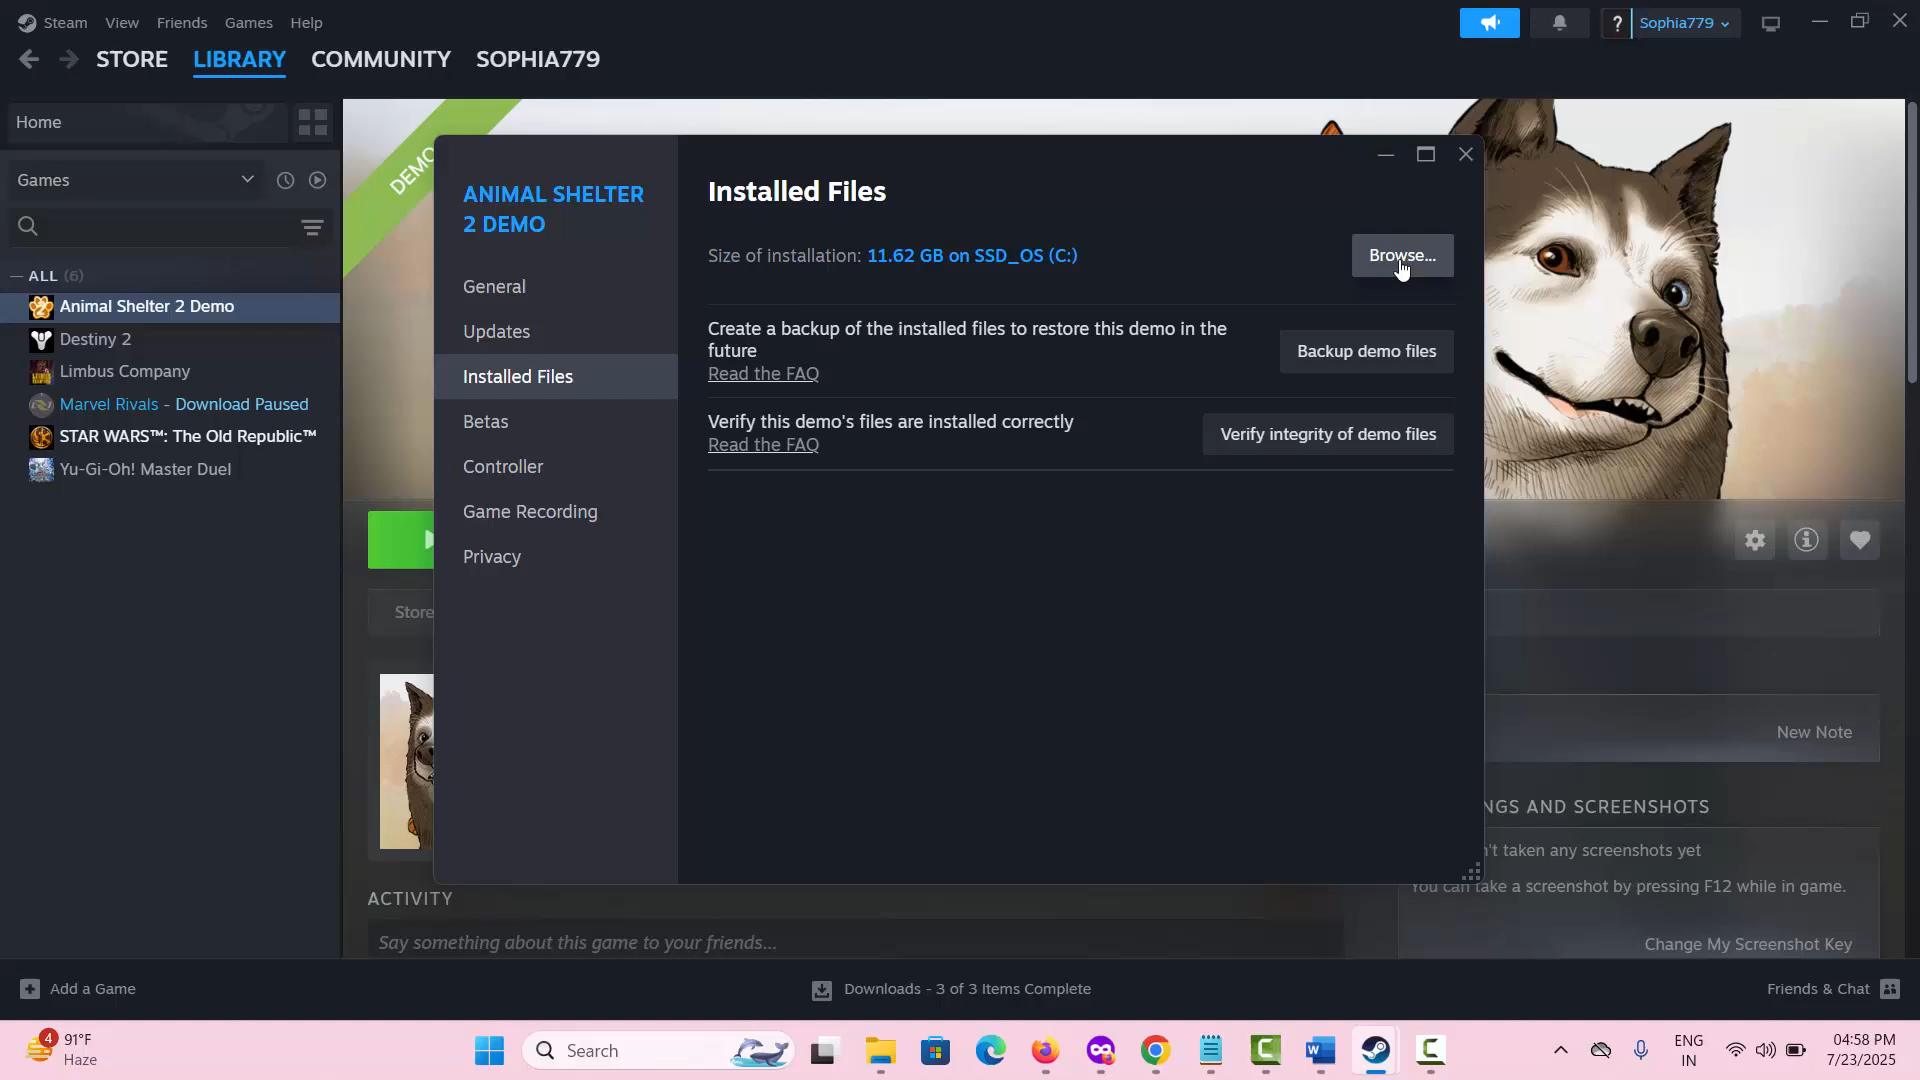 Steam View Friends Games Help
? Sophia779
STORE LIBRARY COMMUNITY SOPHIA779
Home
Games
— ALL (6)
Animal Shelter 2 Demo
Destiny 2
Limbus Company
Marvel Rivals - Download Paused
STAR WARS™: The Old Republic™
Yu-Gi-Oh! Master Duel
DEMO
ANIMAL SHELTER
2 DEMO
General
Updates
Installed Files
Betas
Controller
Game Recording
Privacy
Installed Files
Size of installation: 11.62 GB on SSD_OS (C:)
Browse...
Create a backup of the installed files to restore this demo in the
future
Read the FAQ
Backup demo files
Verify this demo's files are installed correctly
Read the FAQ
Verify integrity of demo files
Store
New Note
NGS AND SCREENSHOTS
n't taken any screenshots yet
You can take a screenshot by pressing F12 while in game.
Change My Screenshot Key
ACTIVITY
Say something about this game to your friends...
Add a Game
Downloads - 3 of 3 Items Complete
Friends & Chat
4
91°F
Haze
Search
ENG
IN
04:58 PM
7/23/2025